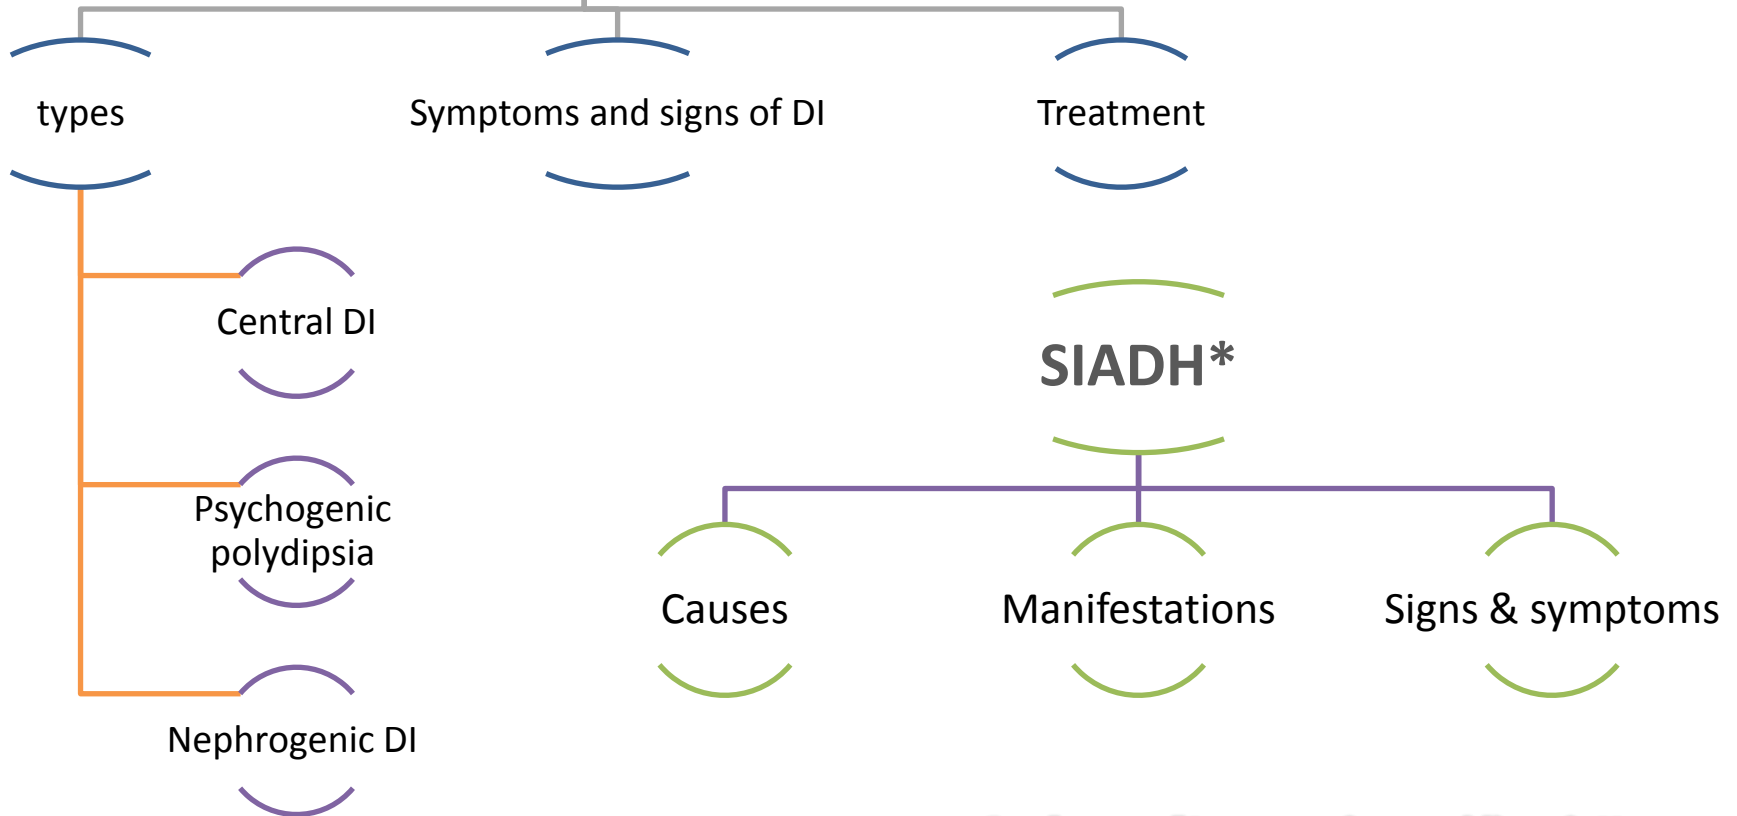 types
Symptoms and signs of DI
Treatment
Central DI
Psychogenic
polydipsia
Nephrogenic DI
SIADH*
Causes
Manifestations
Signs & symptoms